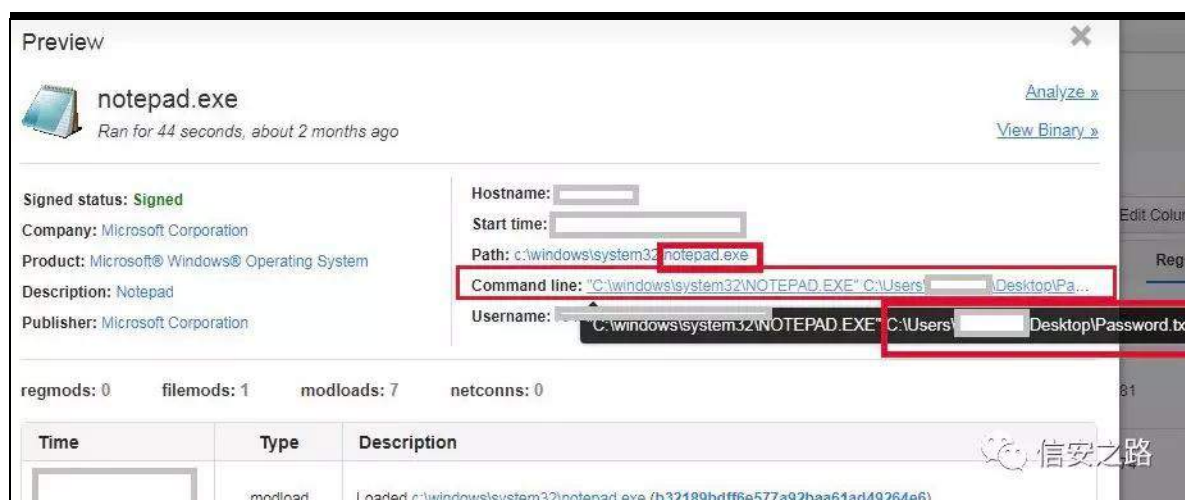 Preview
notepad.exe
Analyze »
Ran for 44 seconds, about 2 months ago
View Binary »
Signed status: Signed
Company: Microsoft Corporation
Product: Microsoft® Windows® Operating System
Description: Notepad
Publisher: Microsoft Corporation
Hostname:
Start time:
Path: c:\windows\system32\notepad.exe
Command line: "C:\windows\system32\NOTEPAD.EXE" C:\Users\ \Desktop\Pa...
Username:
"C:\windows\system32\NOTEPAD.EXE" C:\Users\ Desktop\Password.tx
Edit Colum
Reg
regmods: 0 filemods: 1 modloads: 7 netconns: 0
81
Time Type Description
信安之路
modload Loaded c:\windows\system32\notepad.exe (b32189bdff6e577a92baa61ad49264e6)